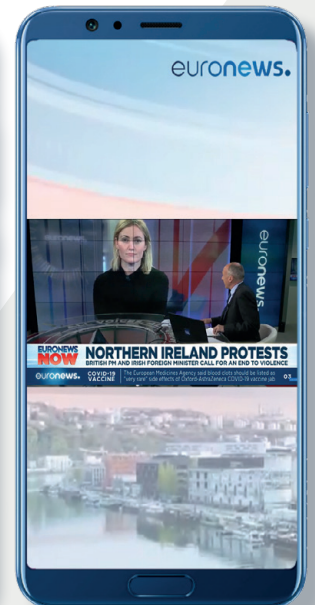 euronews.
euronews.
EURONEWS
NOW
NORTHERN IRELAND PROTESTS
BRITISH PM AND IRISH FOREIGN MINISTER CALL FOR AN END TO VIOLENCE
euronews.
COVID-19
VACCINE
The European Medicines Agency said blood clots should be listed as
"very rare" side effects of Oxford-AstraZeneca COVID-19 vaccine jab